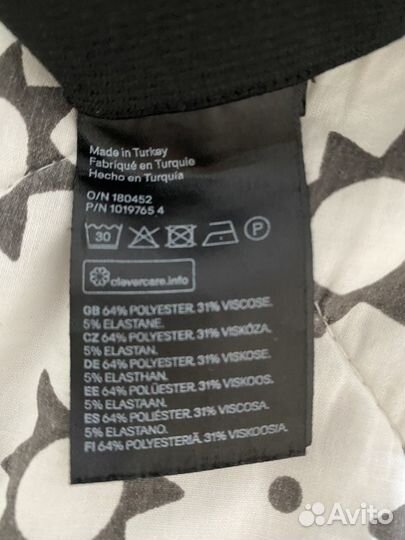 Made in Turkey
Fabriqué en Turquie
Hecho en Turquía
O/N 180452
P/N 1019765 4
30 P
clevercare.info
GB 64% POLYESTER. 31% VISCOSE.
5% ELASTANE.
CZ 64% POLYESTER. 31% VISKÓZA.
5% ELASTAN.
DE 64% POLYESTER. 31% VISKOSE.
5% ELASTHAN.
EE 64% POLÜESTER. 31% VISKOOS.
5% ELASTAAN.
ES 64% POLIÉSTER. 31% VISCOSA.
5% ELASTANO.
FI 64% POLYESTERIÄ. 31% VISKOOSIA.
Avito